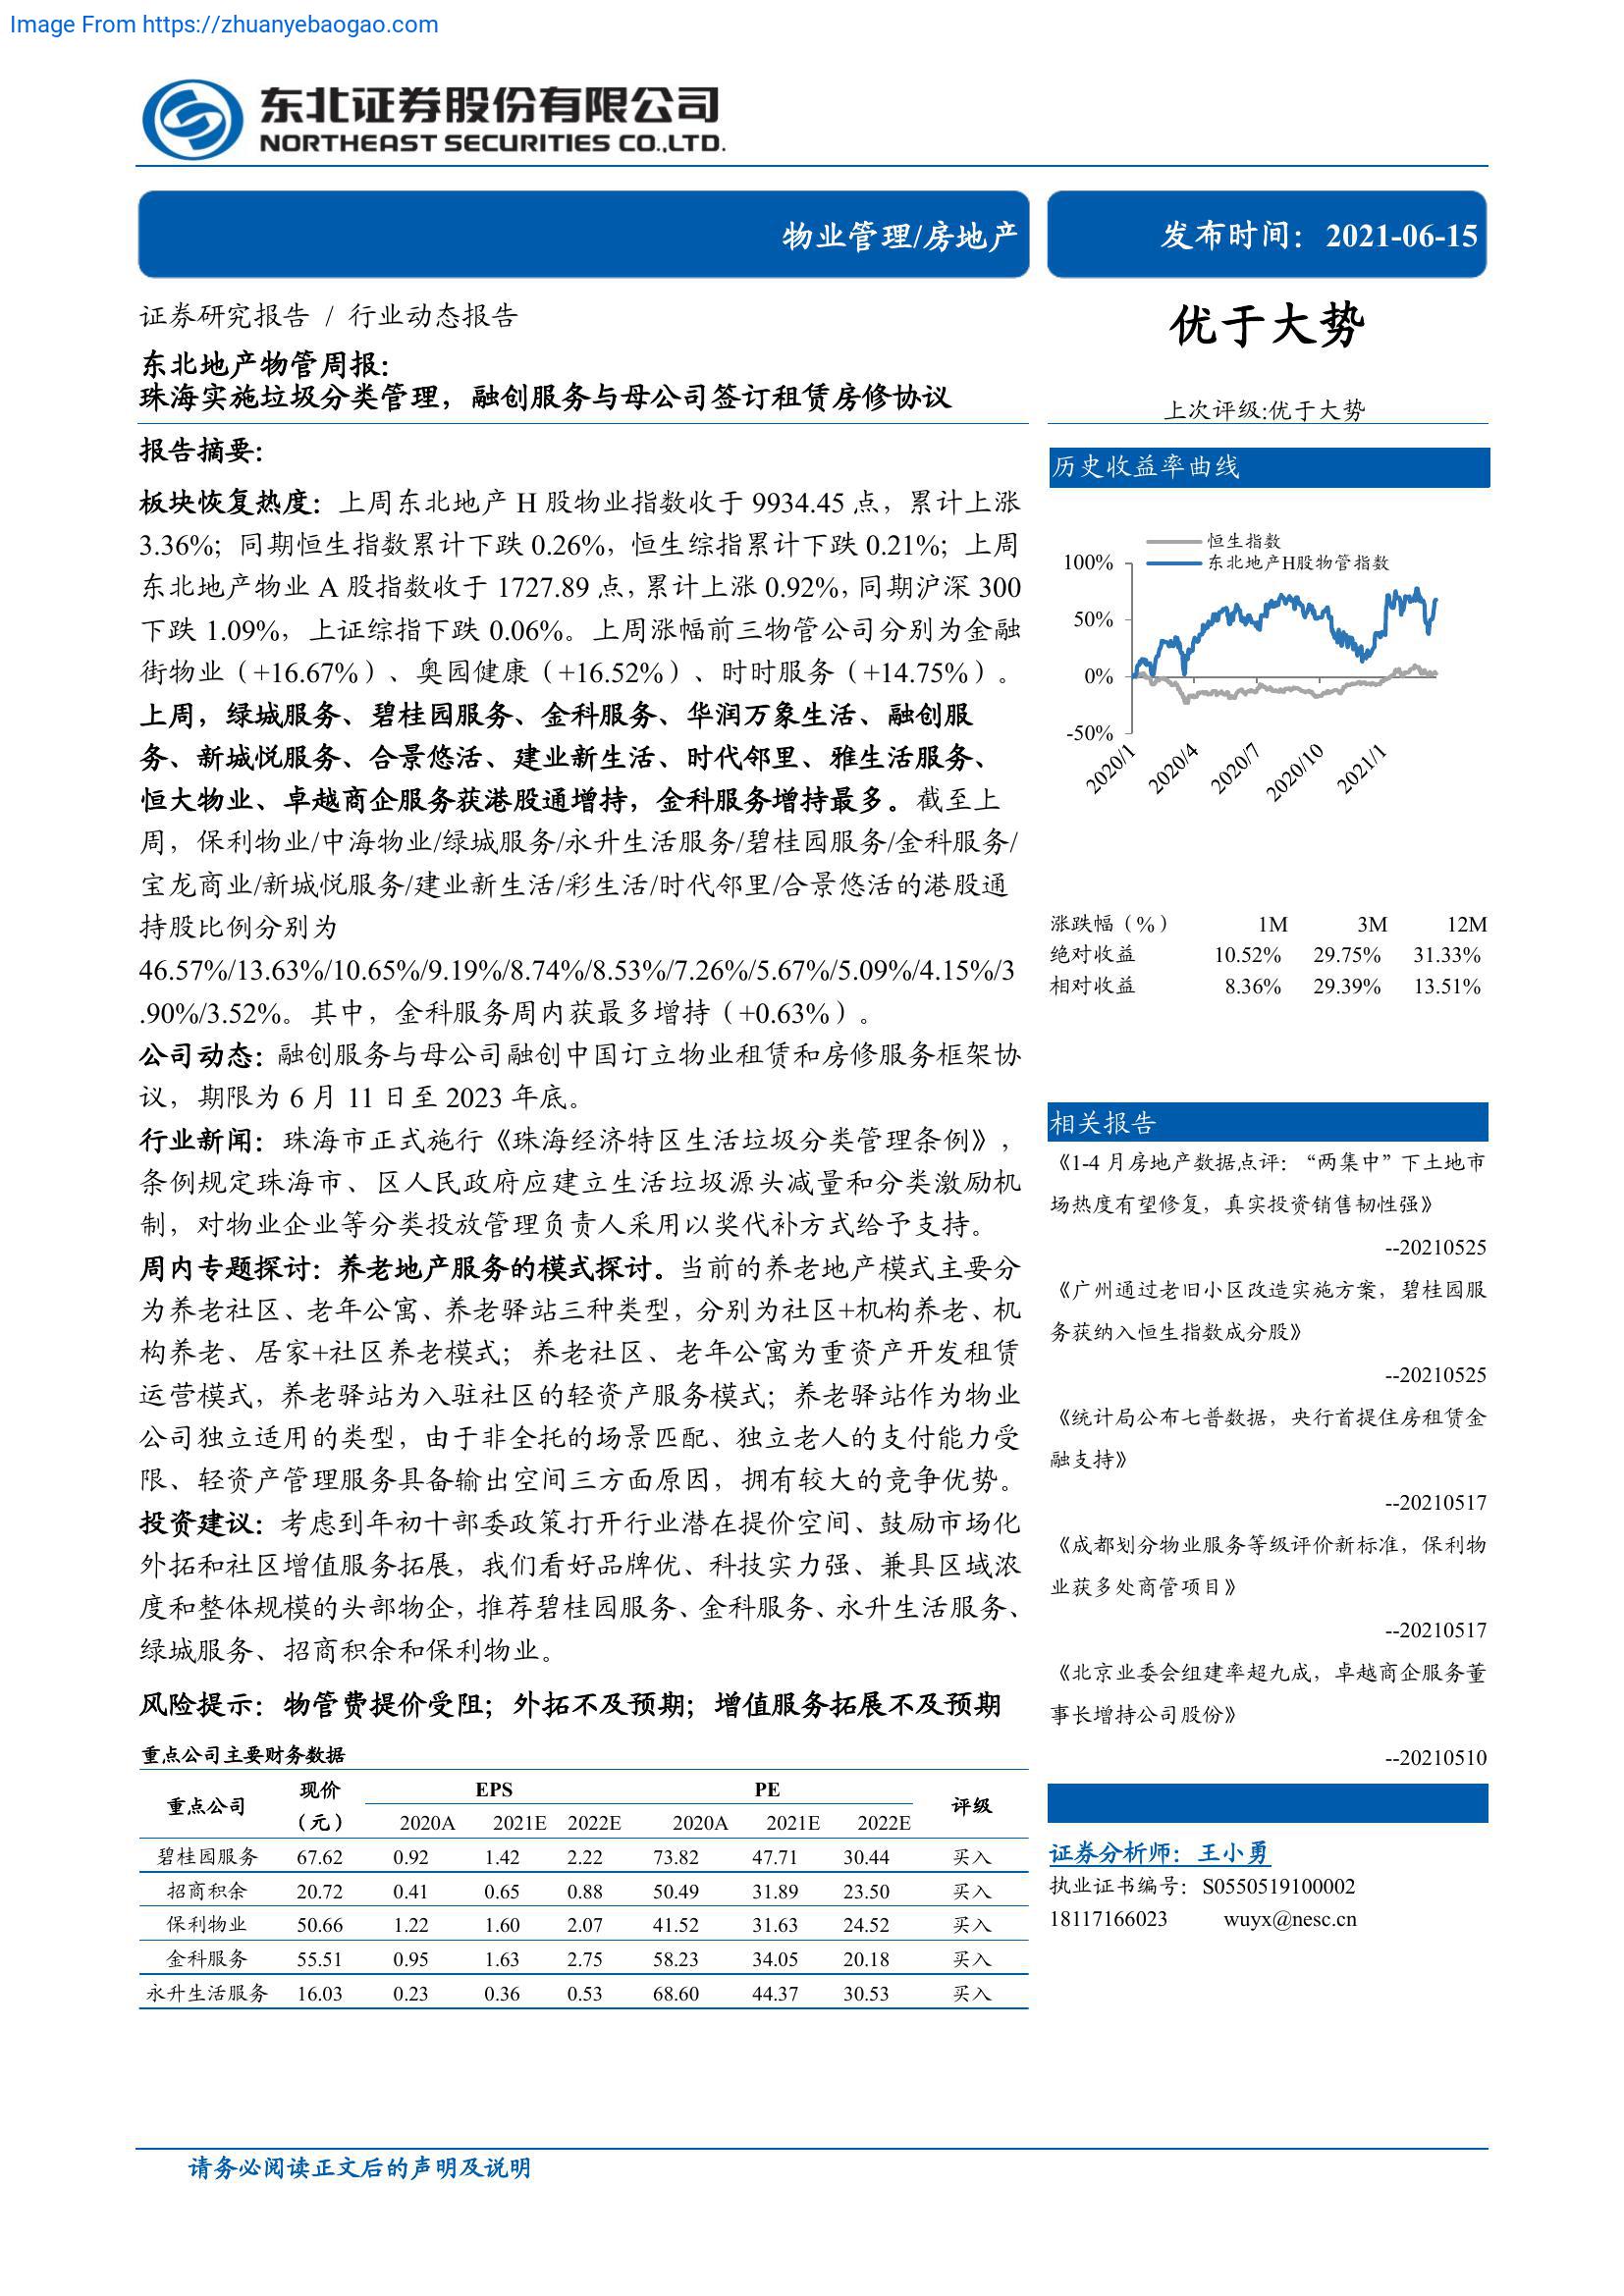 Image From https://zhuanyebaogao.com
东北证券股份有限公司
NORTHEAST SECURITIES CO.,LTD.
物业管理/房地产
发布时间：2021-06-15
证券研究报告 / 行业动态报告
东北地产物管周报：
珠海实施垃圾分类管理，融创服务与母公司签订租赁房修协议
报告摘要：
板块恢复热度：上周东北地产 H 股物业指数收于 9934.45 点，累计上涨
3.36%；同期恒生指数累计下跌 0.26%，恒生综指累计下跌 0.21%；上周
东北地产物业 A 股指数收于 1727.89 点，累计上涨 0.92%，同期沪深 300
下跌 1.09%，上证综指下跌 0.06%。上周涨幅前三物管公司分别为金融
街物业（+16.67%）、奥园健康（+16.52%）、时时服务（+14.75%）。
上周，绿城服务、碧桂园服务、金科服务、华润万象生活、融创服
务、新城悦服务、合景悠活、建业新生活、时代邻里、雅生活服务、
恒大物业、卓越商企服务获港股通增持，金科服务增持最多。截至上
周，保利物业/中海物业/绿城服务/永升生活服务/碧桂园服务/金科服务/
宝龙商业/新城悦服务/建业新生活/彩生活/时代邻里/合景悠活的港股通
持股比例分别为
46.57%/13.63%/10.65%/9.19%/8.74%/8.53%/7.26%/5.67%/5.09%/4.15%/3
.90%/3.52%。其中，金科服务周内获最多增持（+0.63%）。
公司动态：融创服务与母公司融创中国订立物业租赁和房修服务框架协
议，期限为 6 月 11 日至 2023 年底。
行业新闻：珠海市正式施行《珠海经济特区生活垃圾分类管理条例》，
条例规定珠海市、区人民政府应建立生活垃圾源头减量和分类激励机
制，对物业企业等分类投放管理负责人采用以奖代补方式给予支持。
周内专题探讨：养老地产服务的模式探讨。当前的养老地产模式主要分
为养老社区、老年公寓、养老驿站三种类型，分别为社区+机构养老、机
构养老、居家+社区养老模式；养老社区、老年公寓为重资产开发租赁
运营模式，养老驿站为入驻社区的轻资产服务模式；养老驿站作为物业
公司独立适用的类型，由于非全托的场景匹配、独立老人的支付能力受
限、轻资产管理服务具备输出空间三方面原因，拥有较大的竞争优势。
投资建议：考虑到年初十部委政策打开行业潜在提价空间、鼓励市场化
外拓和社区增值服务拓展，我们看好品牌优、科技实力强、兼具区域浓
度和整体规模的头部物企，推荐碧桂园服务、金科服务、永升生活服务、
绿城服务、招商积余和保利物业。
风险提示：物管费提价受阻；外拓不及预期；增值服务拓展不及预期
重点公司主要财务数据
重点公司 现价（元） EPS PE 评级
2020A 2021E 2022E 2020A 2021E 2022E
碧桂园服务 67.62 0.92 1.42 2.22 73.82 47.71 30.44 买入
招商积余 20.72 0.41 0.65 0.88 50.49 31.89 23.50 买入
保利物业 50.66 1.22 1.60 2.07 41.52 31.63 24.52 买入
金科服务 55.51 0.95 1.63 2.75 58.23 34.05 20.18 买入
永升生活服务 16.03 0.23 0.36 0.53 68.60 44.37 30.53 买入
优于大势
上次评级:优于大势
历史收益率曲线
恒生指数
东北地产H股物管指数
100%
50%
0%
-50%
2020/1 2020/4 2020/7 2020/10 2021/1
涨跌幅（%） 1M 3M 12M
绝对收益 10.52% 29.75% 31.33%
相对收益 8.36% 29.39% 13.51%
相关报告
《1-4 月房地产数据点评：“两集中”下土地市
场热度有望修复，真实投资销售韧性强》
--20210525
《广州通过老旧小区改造实施方案，碧桂园服
务获纳入恒生指数成分股》
--20210525
《统计局公布七普数据，央行首提住房租赁金
融支持》
--20210517
《成都划分物业服务等级评价新标准，保利物
业获多处商管项目》
--20210517
《北京业委会组建率超九成，卓越商企服务董
事长增持公司股份》
--20210510
证券分析师：王小勇
执业证书编号：S0550519100002
18117166023 wuyx@nesc.cn
请务必阅读正文后的声明及说明